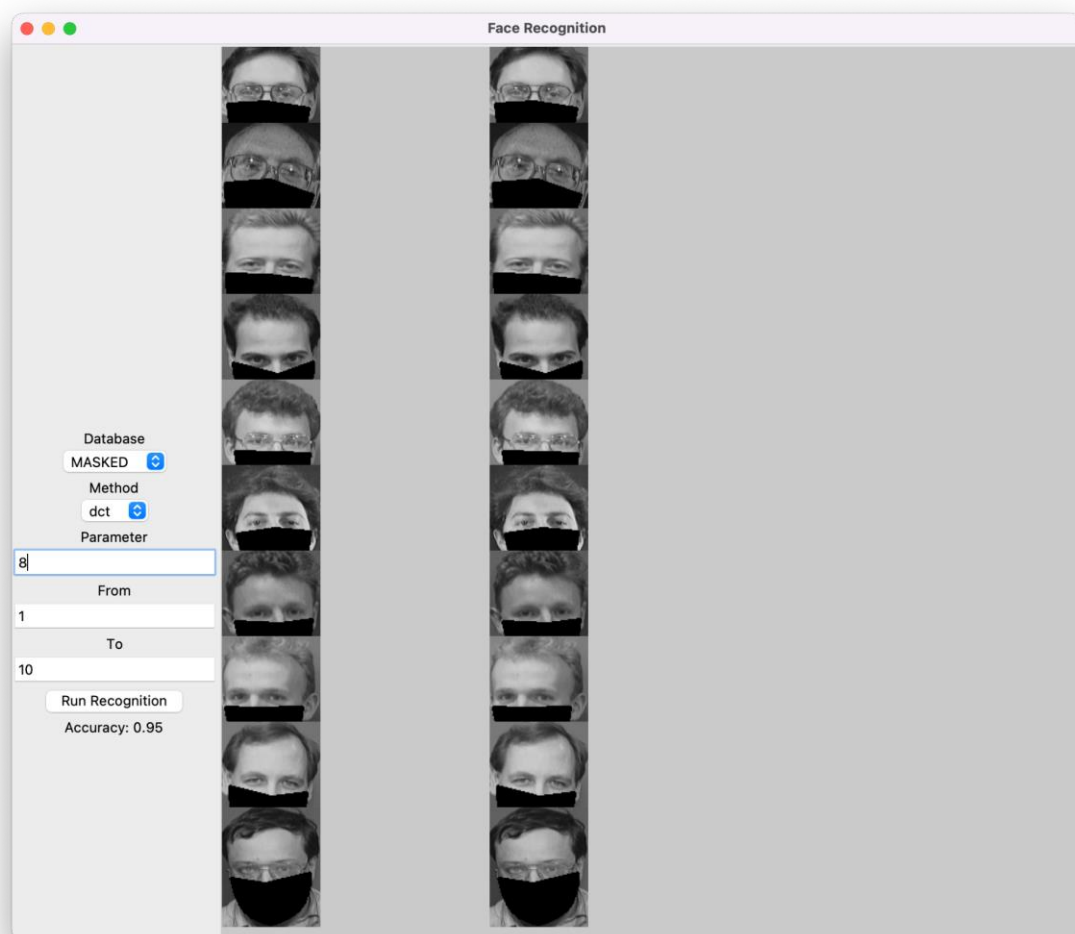 Face Recognition
Database
MASKED
Method
dct
Parameter
8
From
1
To
10
Run Recognition
Accuracy: 0.95